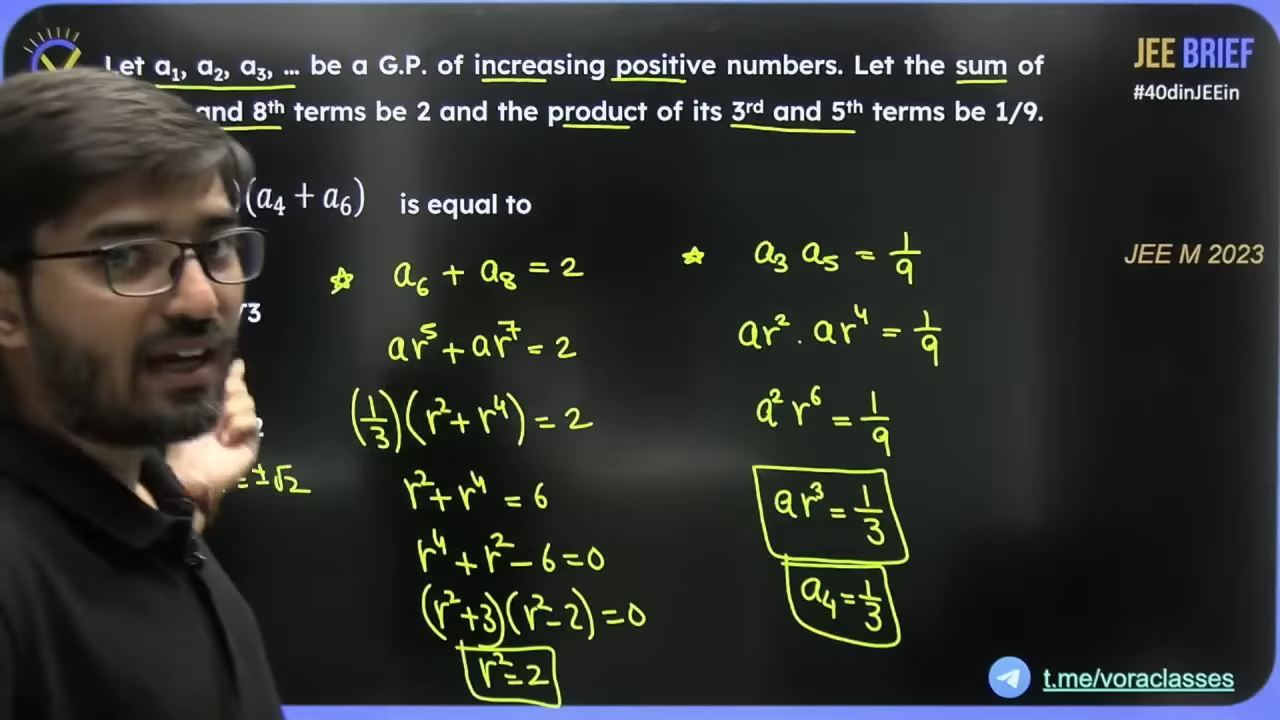 Let a₁, a₂, a₃, ... be a G.P. of increasing positive numbers. Let the sum of
and 8ᵗʰ terms be 2 and the product of its 3ʳᵈ and 5ᵗʰ terms be 1/9.
JEE BRIEF
#40dinJEEin
)(a₄ + a₆) is equal to
JEE M 2023
√3
= ±√2
☆ a₆ + a₈ = 2
ar⁵ + ar⁷ = 2
(1/3)(r² + r⁴) = 2
r² + r⁴ = 6
r⁴ + r² - 6 = 0
(r² + 3)(r² - 2) = 0
r² = 2
☆ a₃ a₅ = 1/9
ar² . ar⁴ = 1/9
a² r⁶ = 1/9
ar³ = 1/3
a₄ = 1/3
t.me/voraclasses